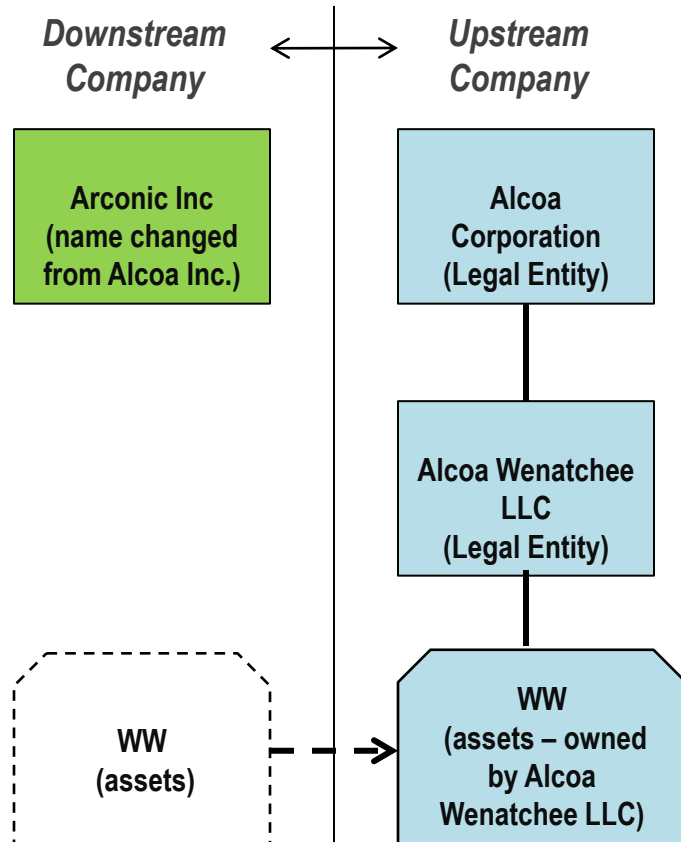 Downstream
Company
Upstream
Company
Arconic Inc
(name changed
from Alcoa Inc.)
Alcoa
Corporation
(Legal Entity)
Alcoa Wenatchee
LLC
(Legal Entity)
WW
(assets)
WW
(assets – owned
by Alcoa
Wenatchee LLC)